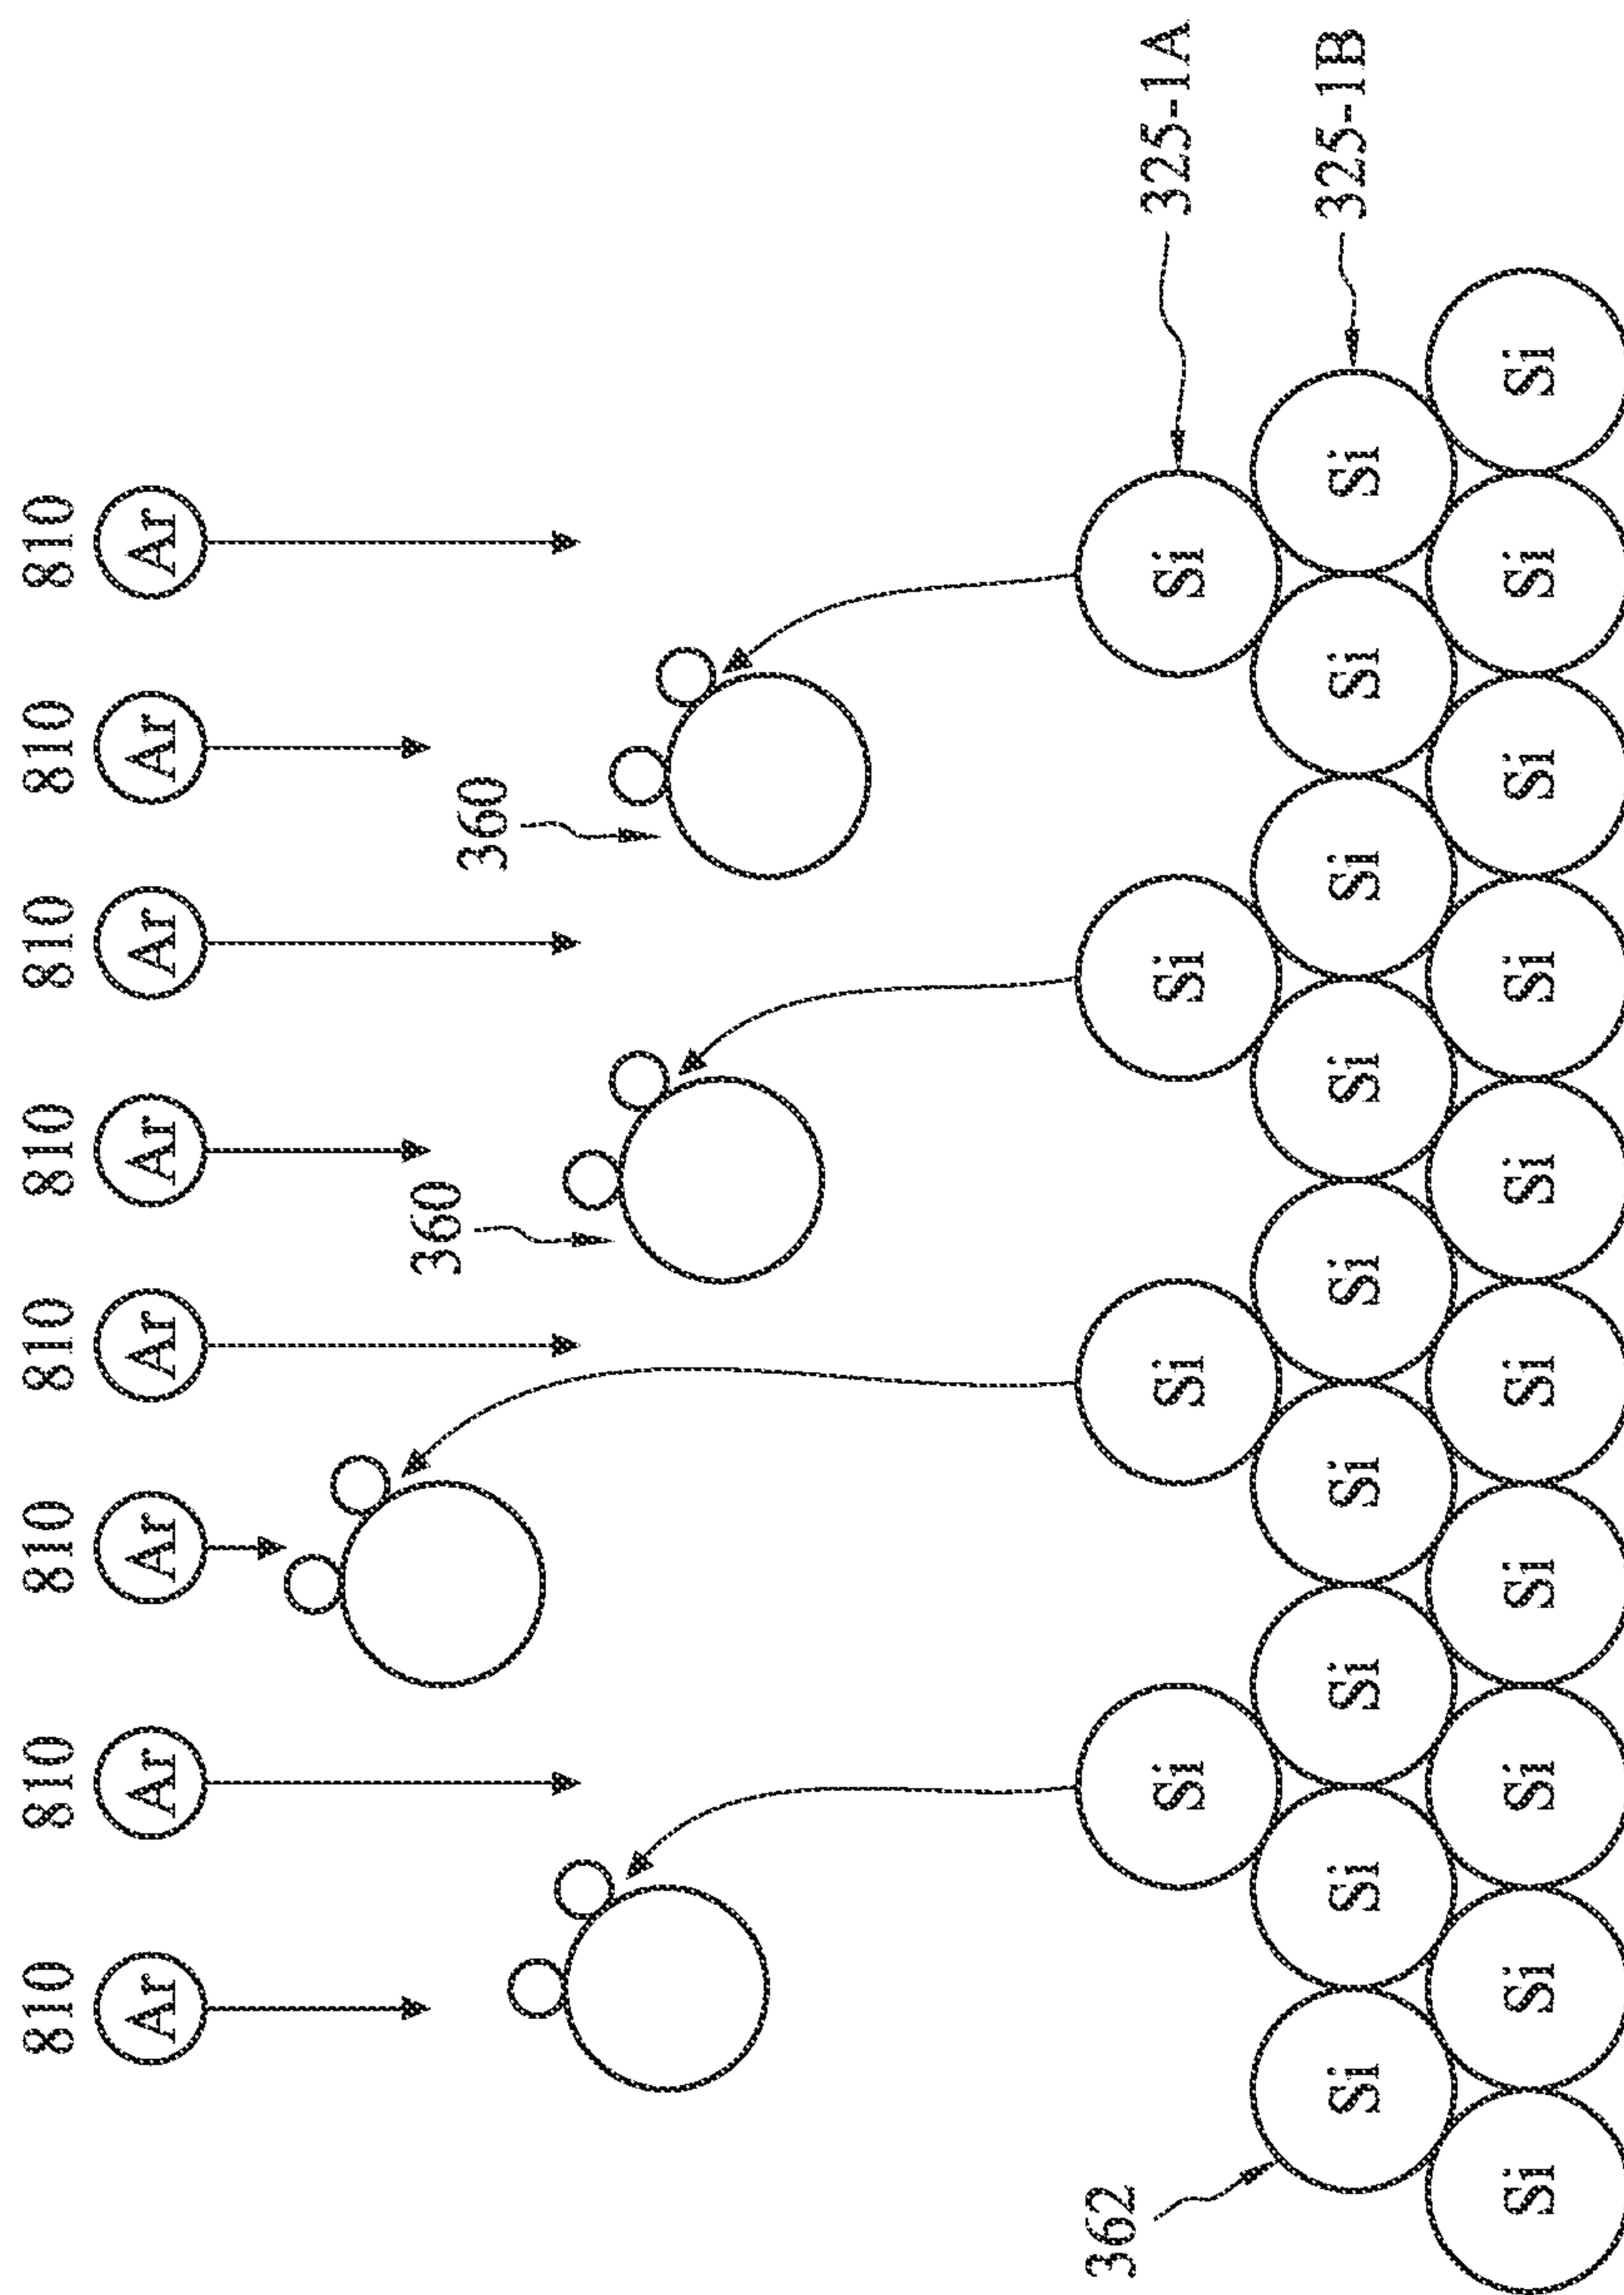 810 810 810 810 810 810 810 810
Ar Ar Ar Ar Ar Ar Ar Ar
360
360
362
Si Si Si Si 325-1A
Si Si Si Si Si Si Si Si Si 325-1B
Si Si Si Si Si Si Si Si Si Si